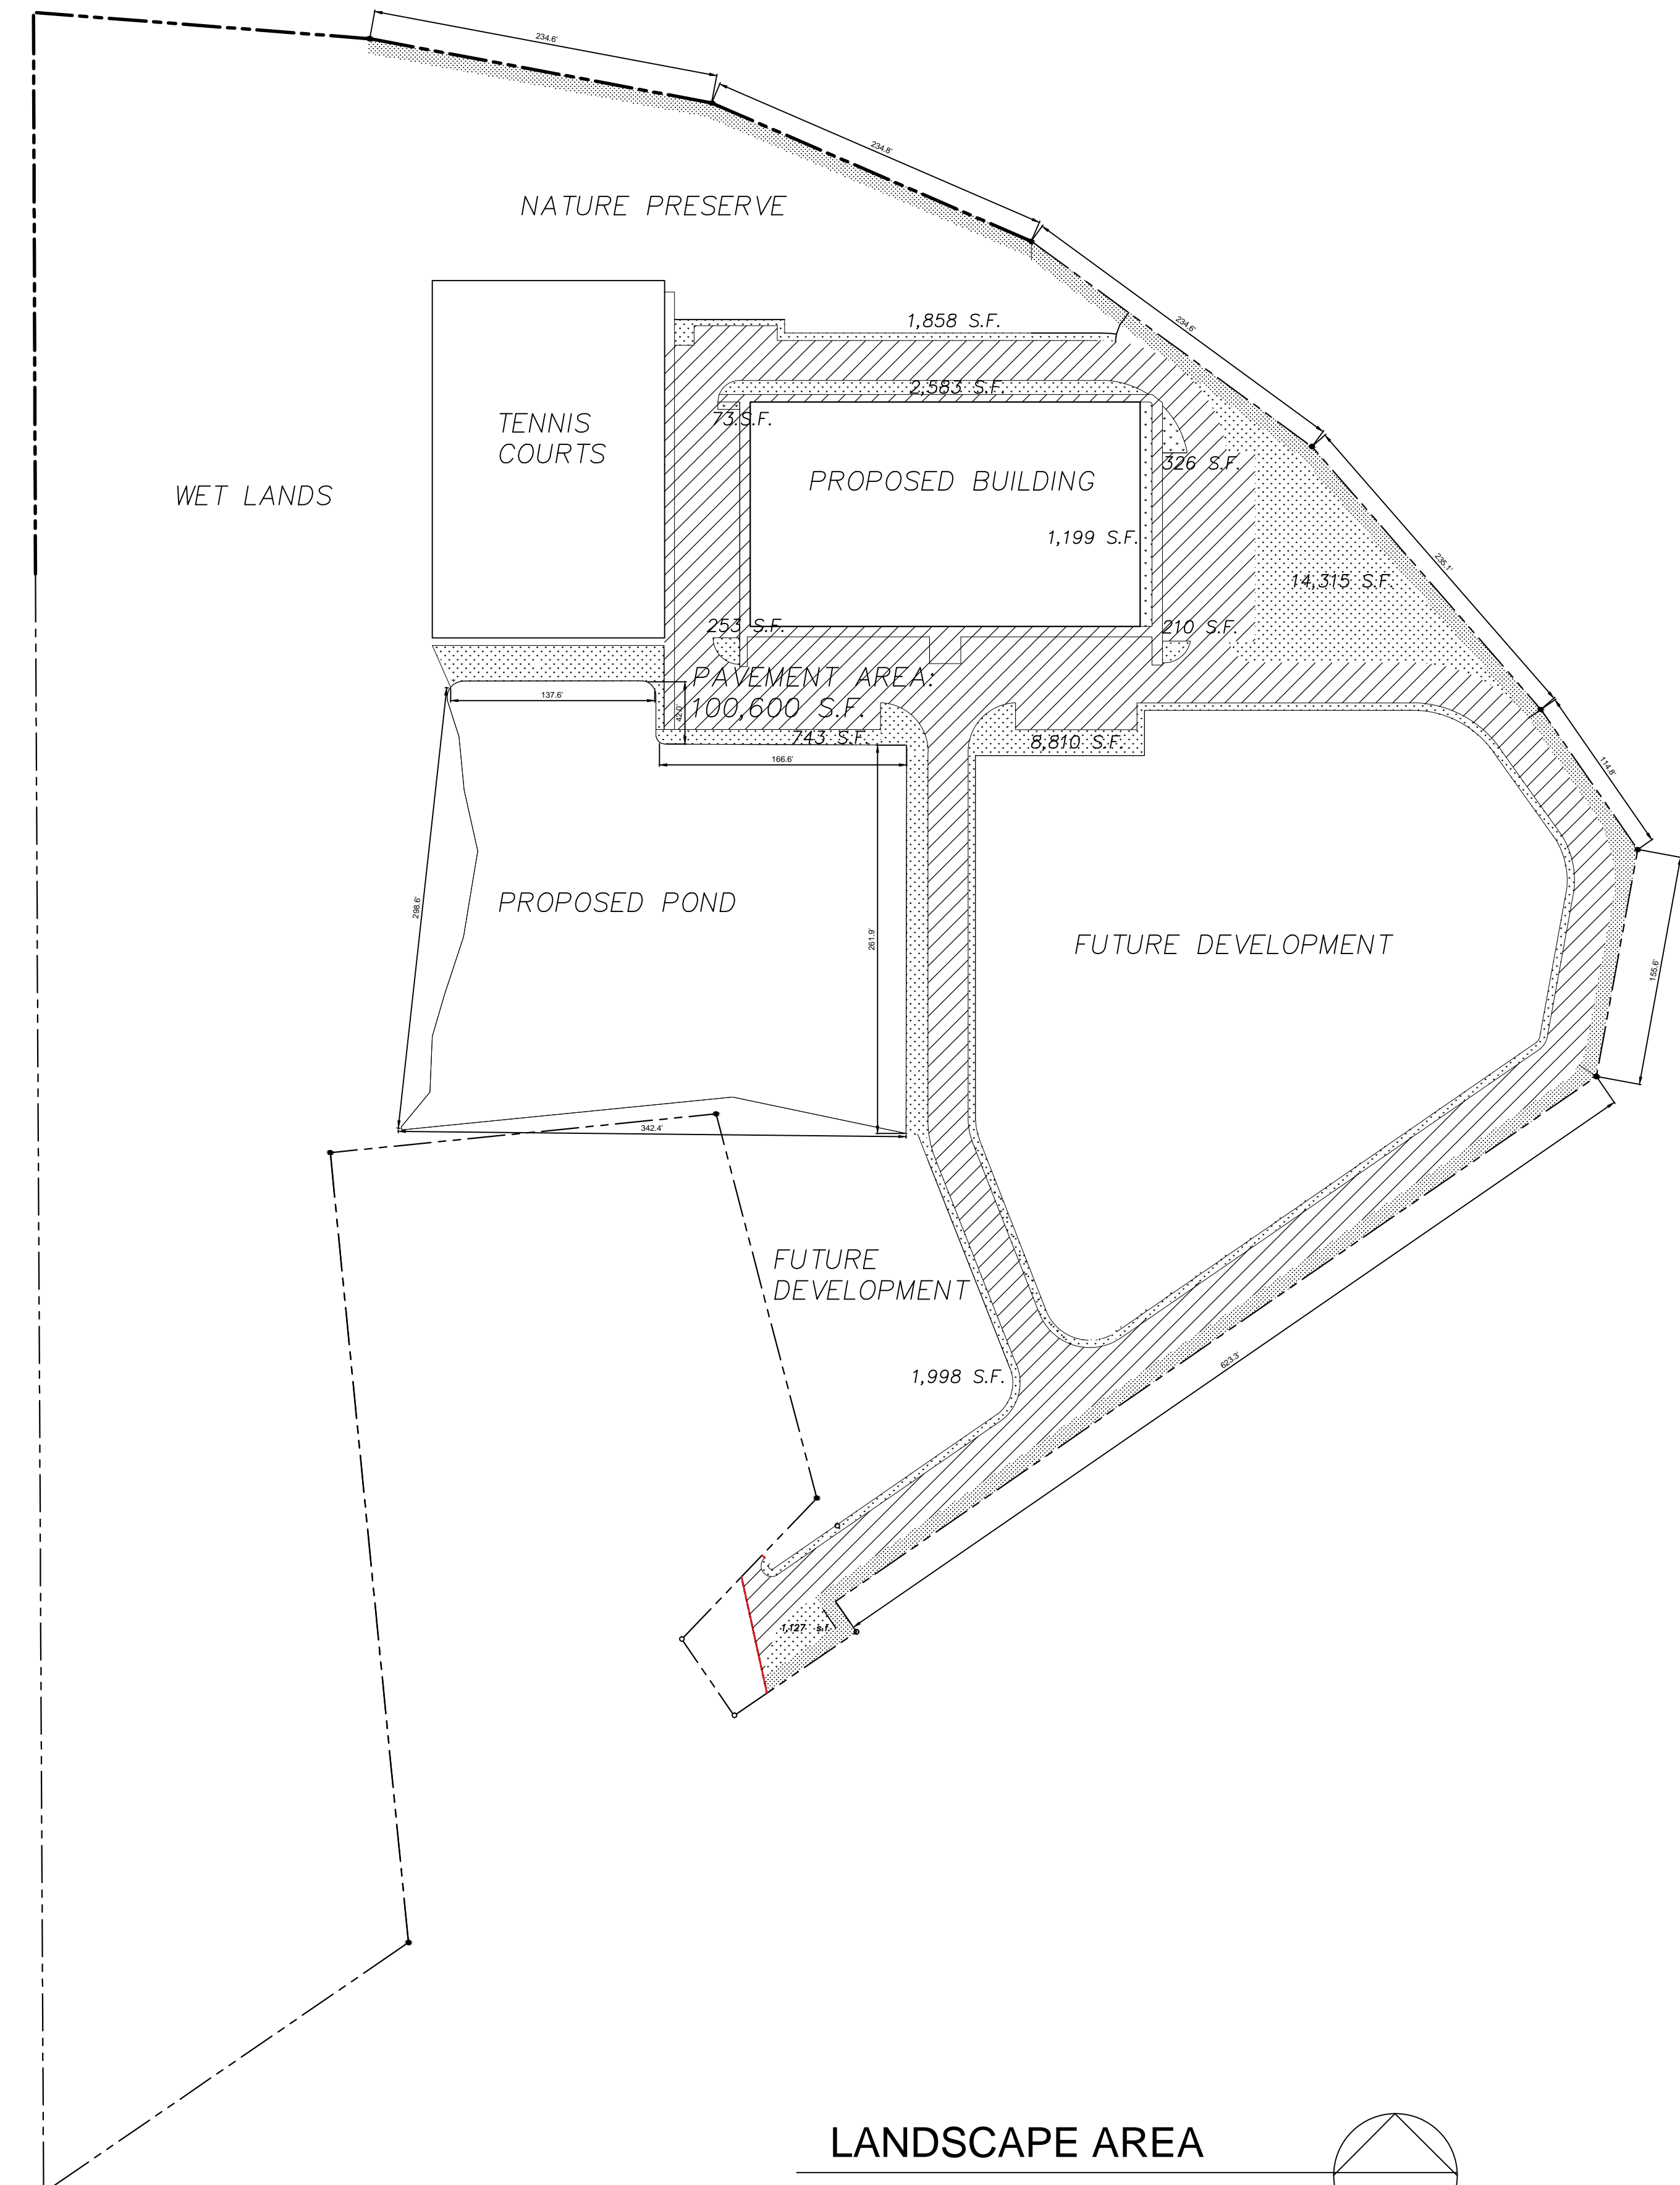 234.6'
234.8'
NATURE PRESERVE
1,858 S.F.
234.6'
2,583 S.F.
73 S.F.
TENNIS
COURTS
326 S.F.
PROPOSED BUILDING
WET LANDS
1,199 S.F.
235.1'
14,315 S.F.
253 S.F.
210 S.F.
PAVEMENT AREA:
100,600 S.F.
137.6'
42.0'
743 S.F.
8,810 S.F.
166.6'
114.8'
298.6'
PROPOSED POND
261.9'
FUTURE DEVELOPMENT
155.6'
342.4'
FUTURE
DEVELOPMENT
1,998 S.F.
623.3'
1,127 s.f.
LANDSCAPE AREA